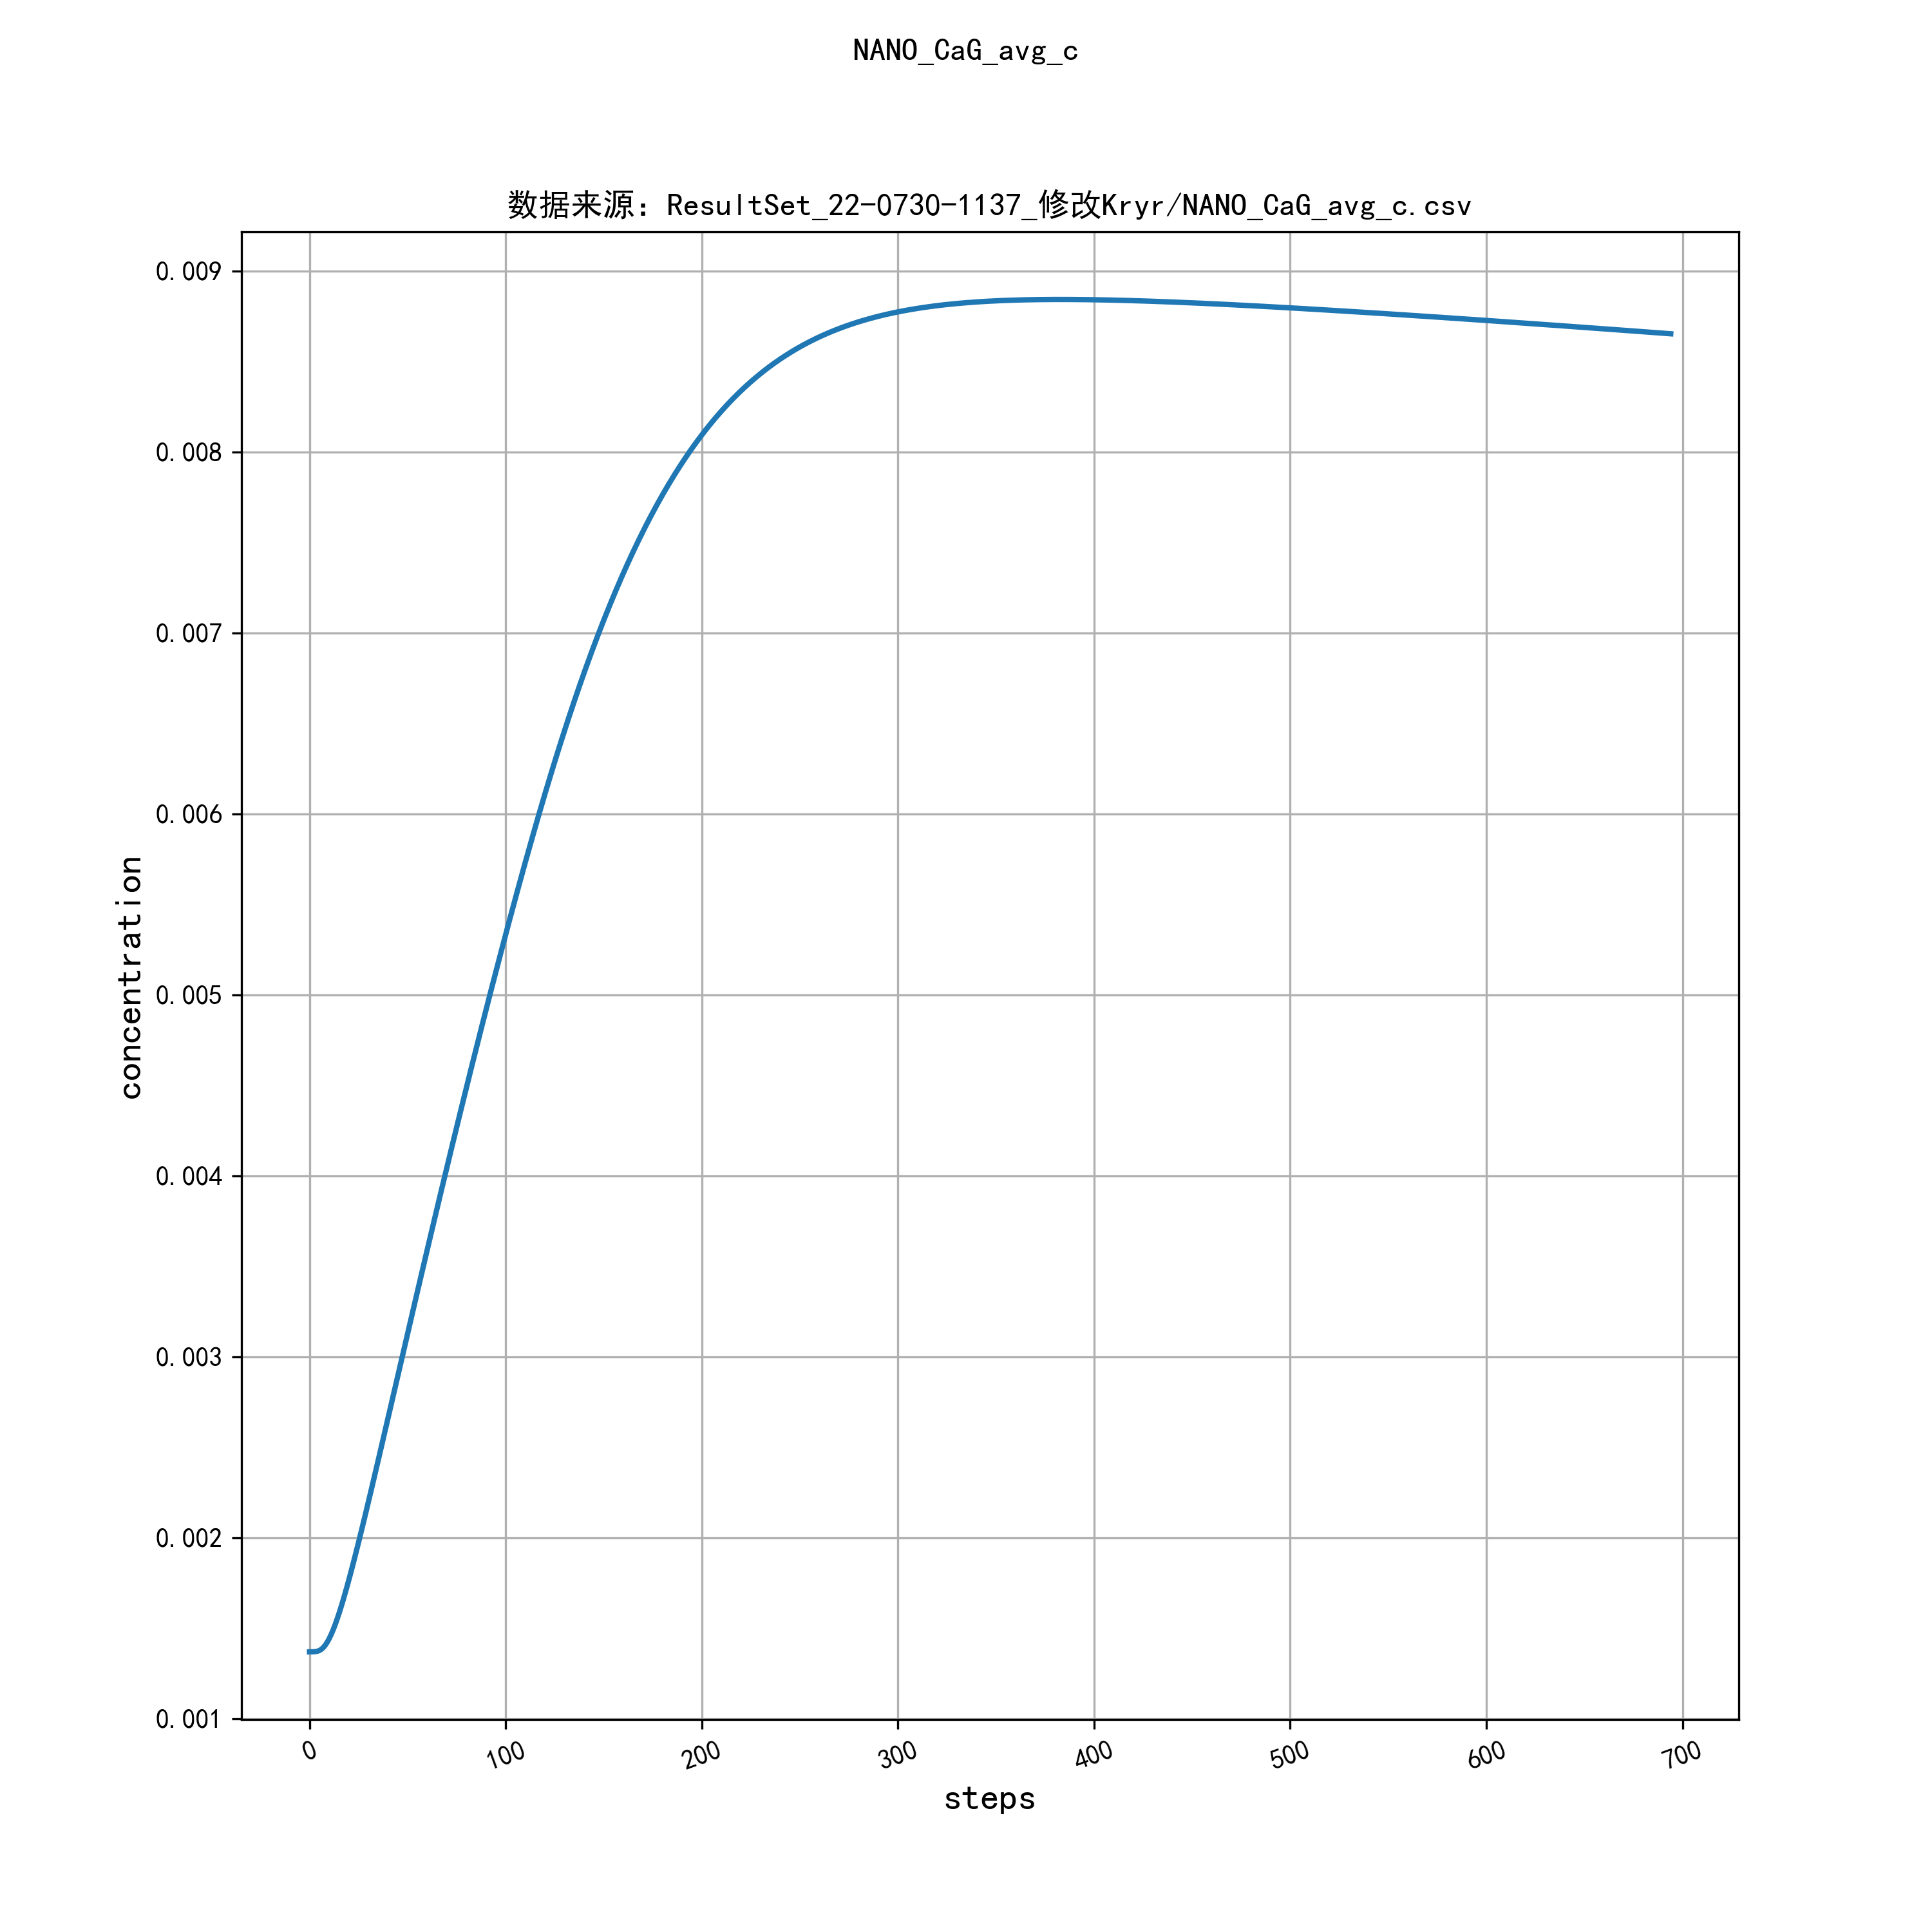 NANO_CaG_avg_c
数据来源：ResultSet_22-0730-1137_修改Kryr/NANO_CaG_avg_c.csv
0.009
0.008
0.007
0.006
0.005
0.004
0.003
0.002
0.001
concentration
0 100 200 300 400 500 600 700
steps